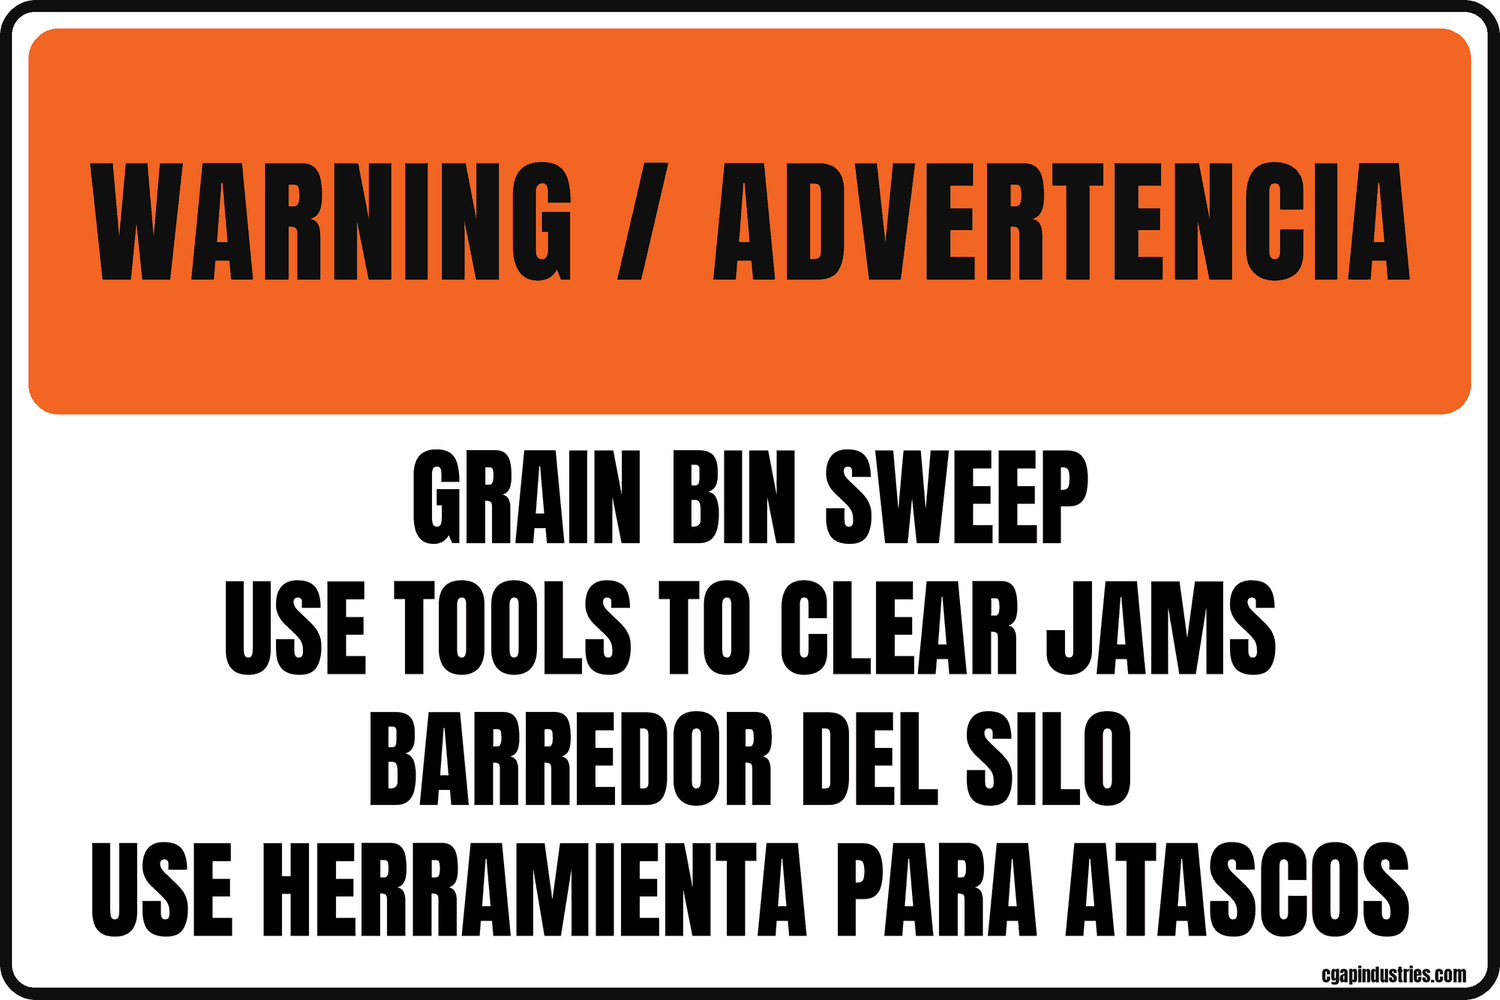 WARNING / ADVERTENCIA
GRAIN BIN SWEEP
USE TOOLS TO CLEAR JAMS
BARREDOR DEL SILO
USE HERRAMIENTA PARA ATASCOS
cgapindustries.com